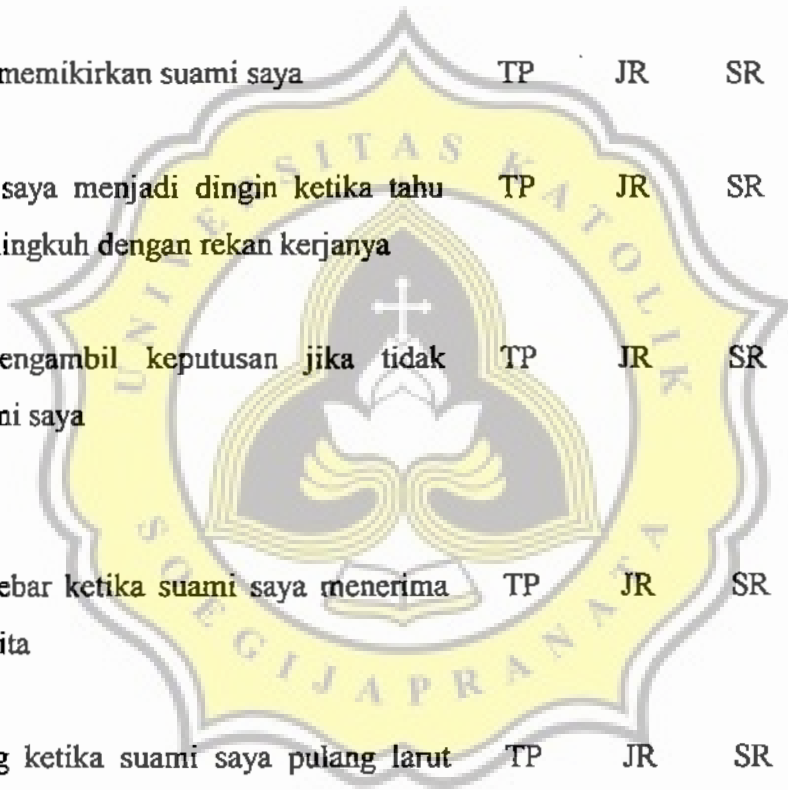 memikirkan suami saya TP JR SR
saya menjadi dingin ketika tahu TP JR SR
ingkuh dengan rekan kerjanya
engambil keputusan jika tidak TP JR SR
ni saya
ebar ketika suami saya menerima TP JR SR
ita
g ketika suami saya pulang larut TP JR SR
UNIVERSITAS KATOLIK
SOEGIJAPRANATA